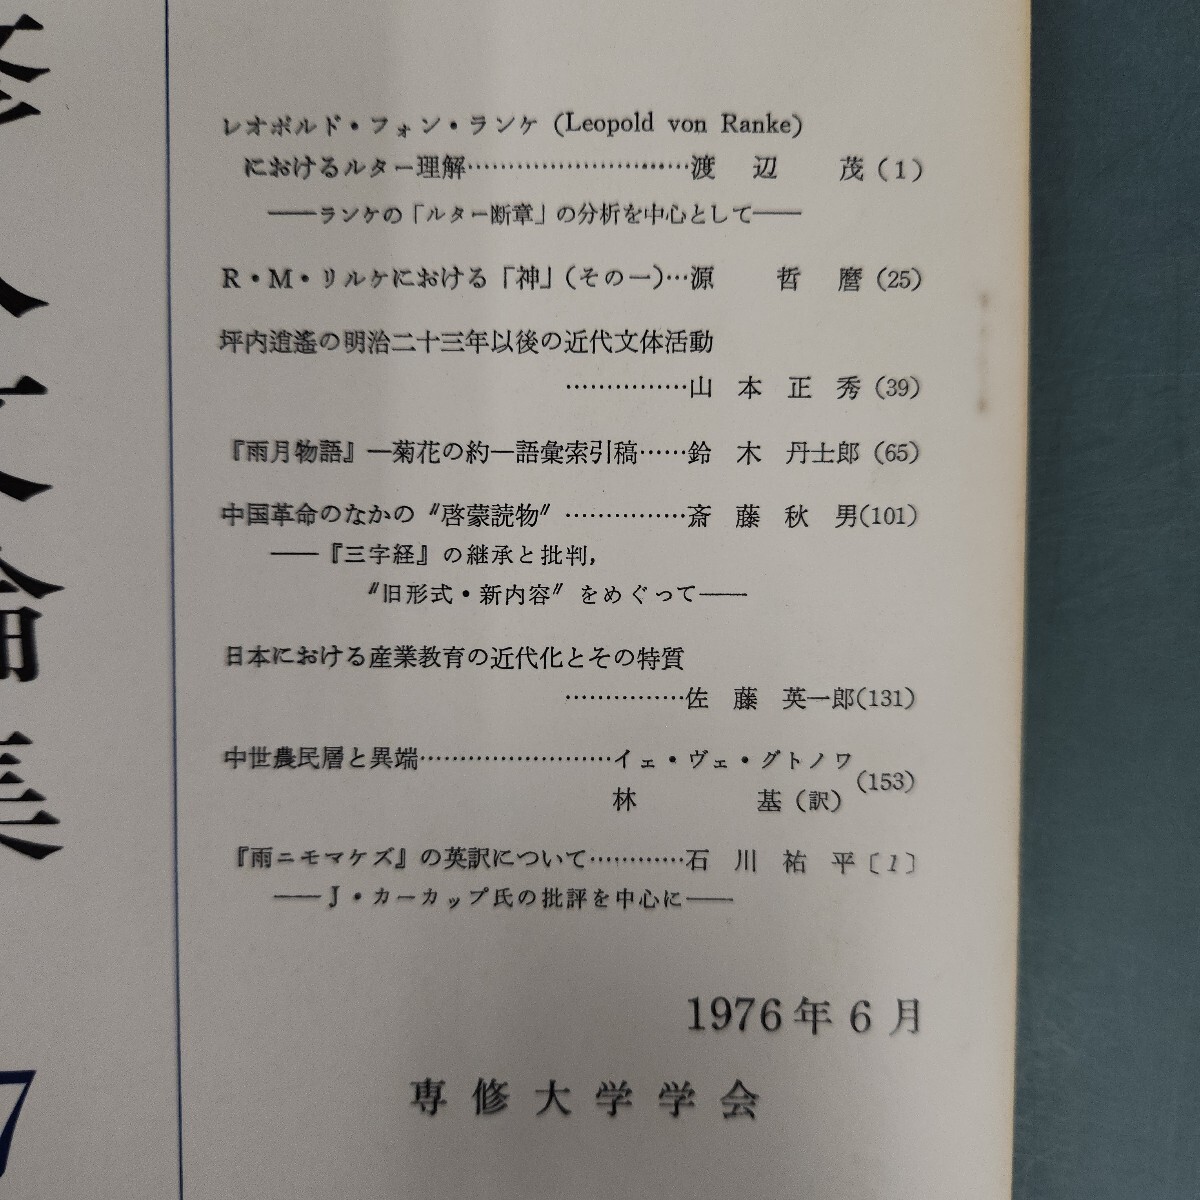 レオポルド・フォン・ランケ (Leopold von Ranke)
におけるルター理解………………………渡辺 茂(1)
――ランケの「ルター断章」の分析を中心として――
R・M・リルケにおける「神」(その一)…源 哲麿(25)
坪内逍遙の明治二十三年以後の近代文体活動
……………山本正秀(39)
『雨月物語』―菊花の約―語彙索引稿……鈴木丹士郎(65)
中国革命のなかの〝啓蒙読物〟……………斎藤秋男(101)
――『三字経』の継承と批判,
〝旧形式・新内容〟をめぐって――
日本における産業教育の近代化とその特質
……………佐藤英一郎(131)
中世農民層と異端……………………イェ・ヴェ・グトノワ
林 基(訳)
(153)
『雨ニモマケズ』の英訳について…………石川祐平〔1〕
――J・カーカップ氏の批評を中心に――
1976年6月
専修大学学会
修人文論集
7